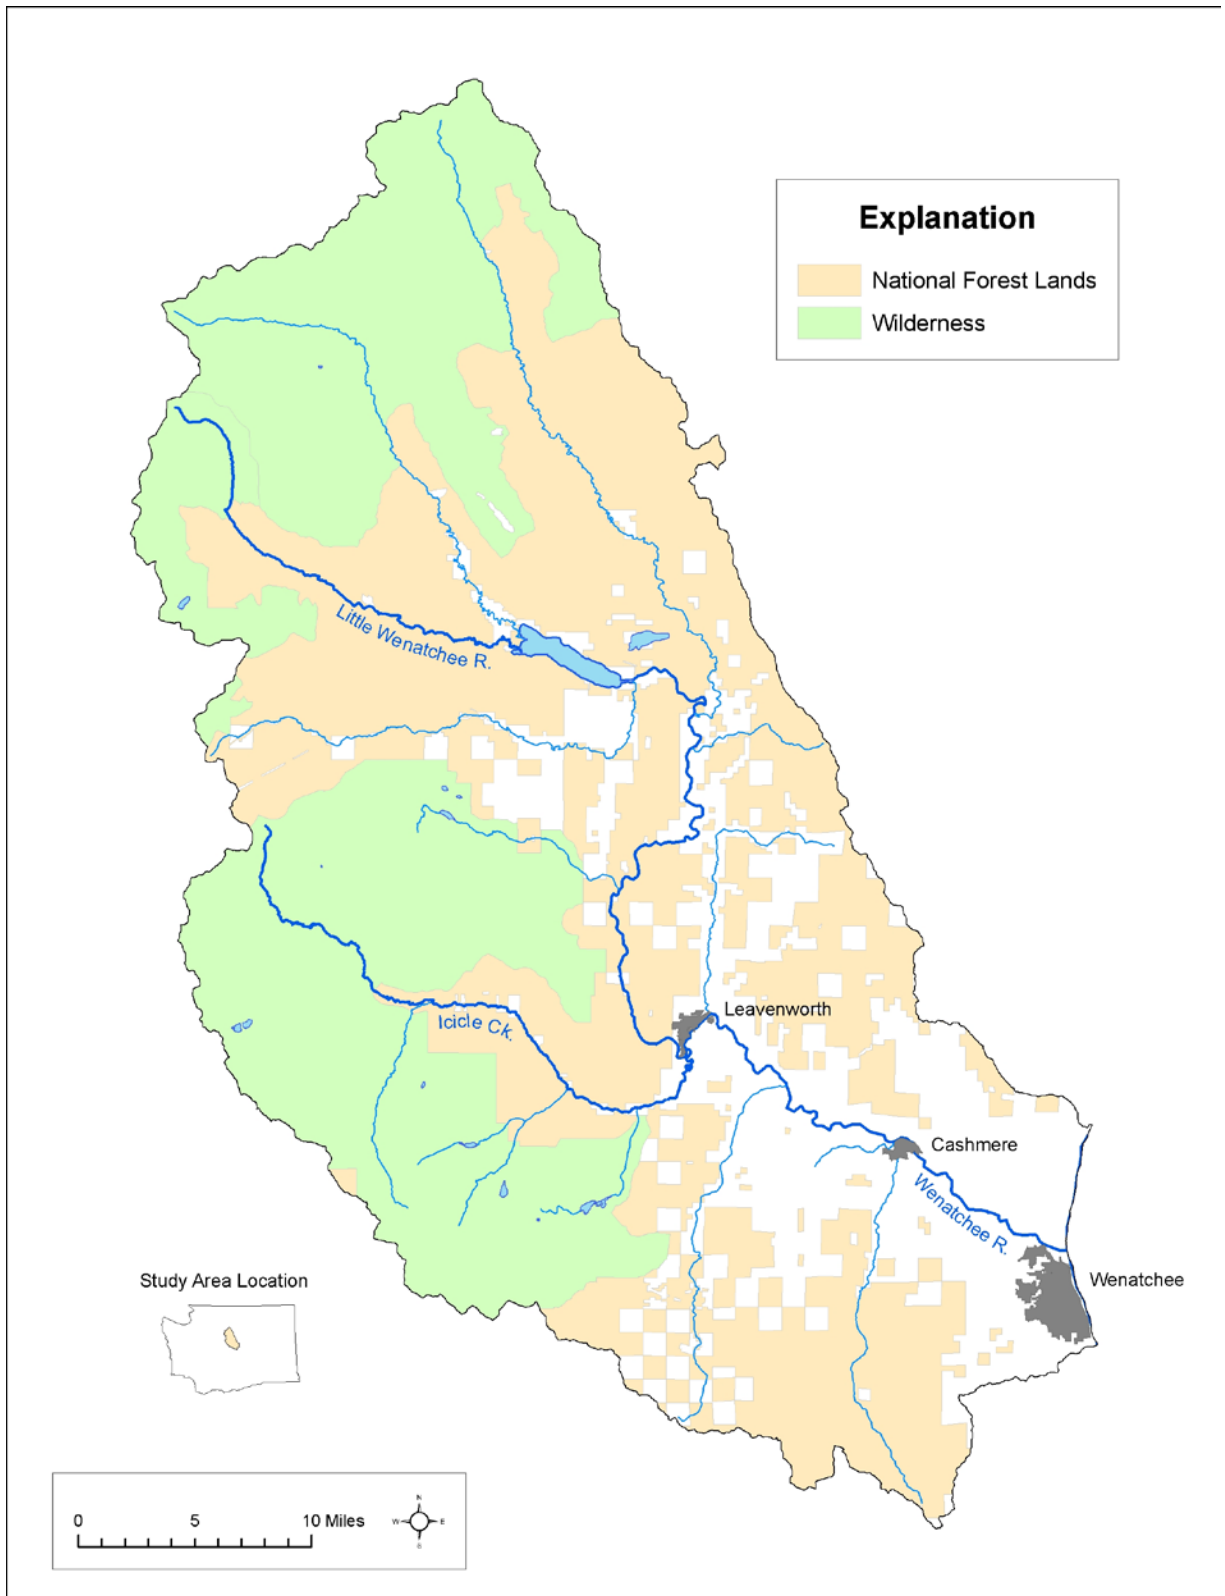 Explanation
National Forest Lands
Wilderness
Little Wenatchee R.
Leavenworth
Icicle Ck.
Cashmere
Wenatchee R.
Wenatchee
Study Area Location
0 5 10 Miles
N
W E
S